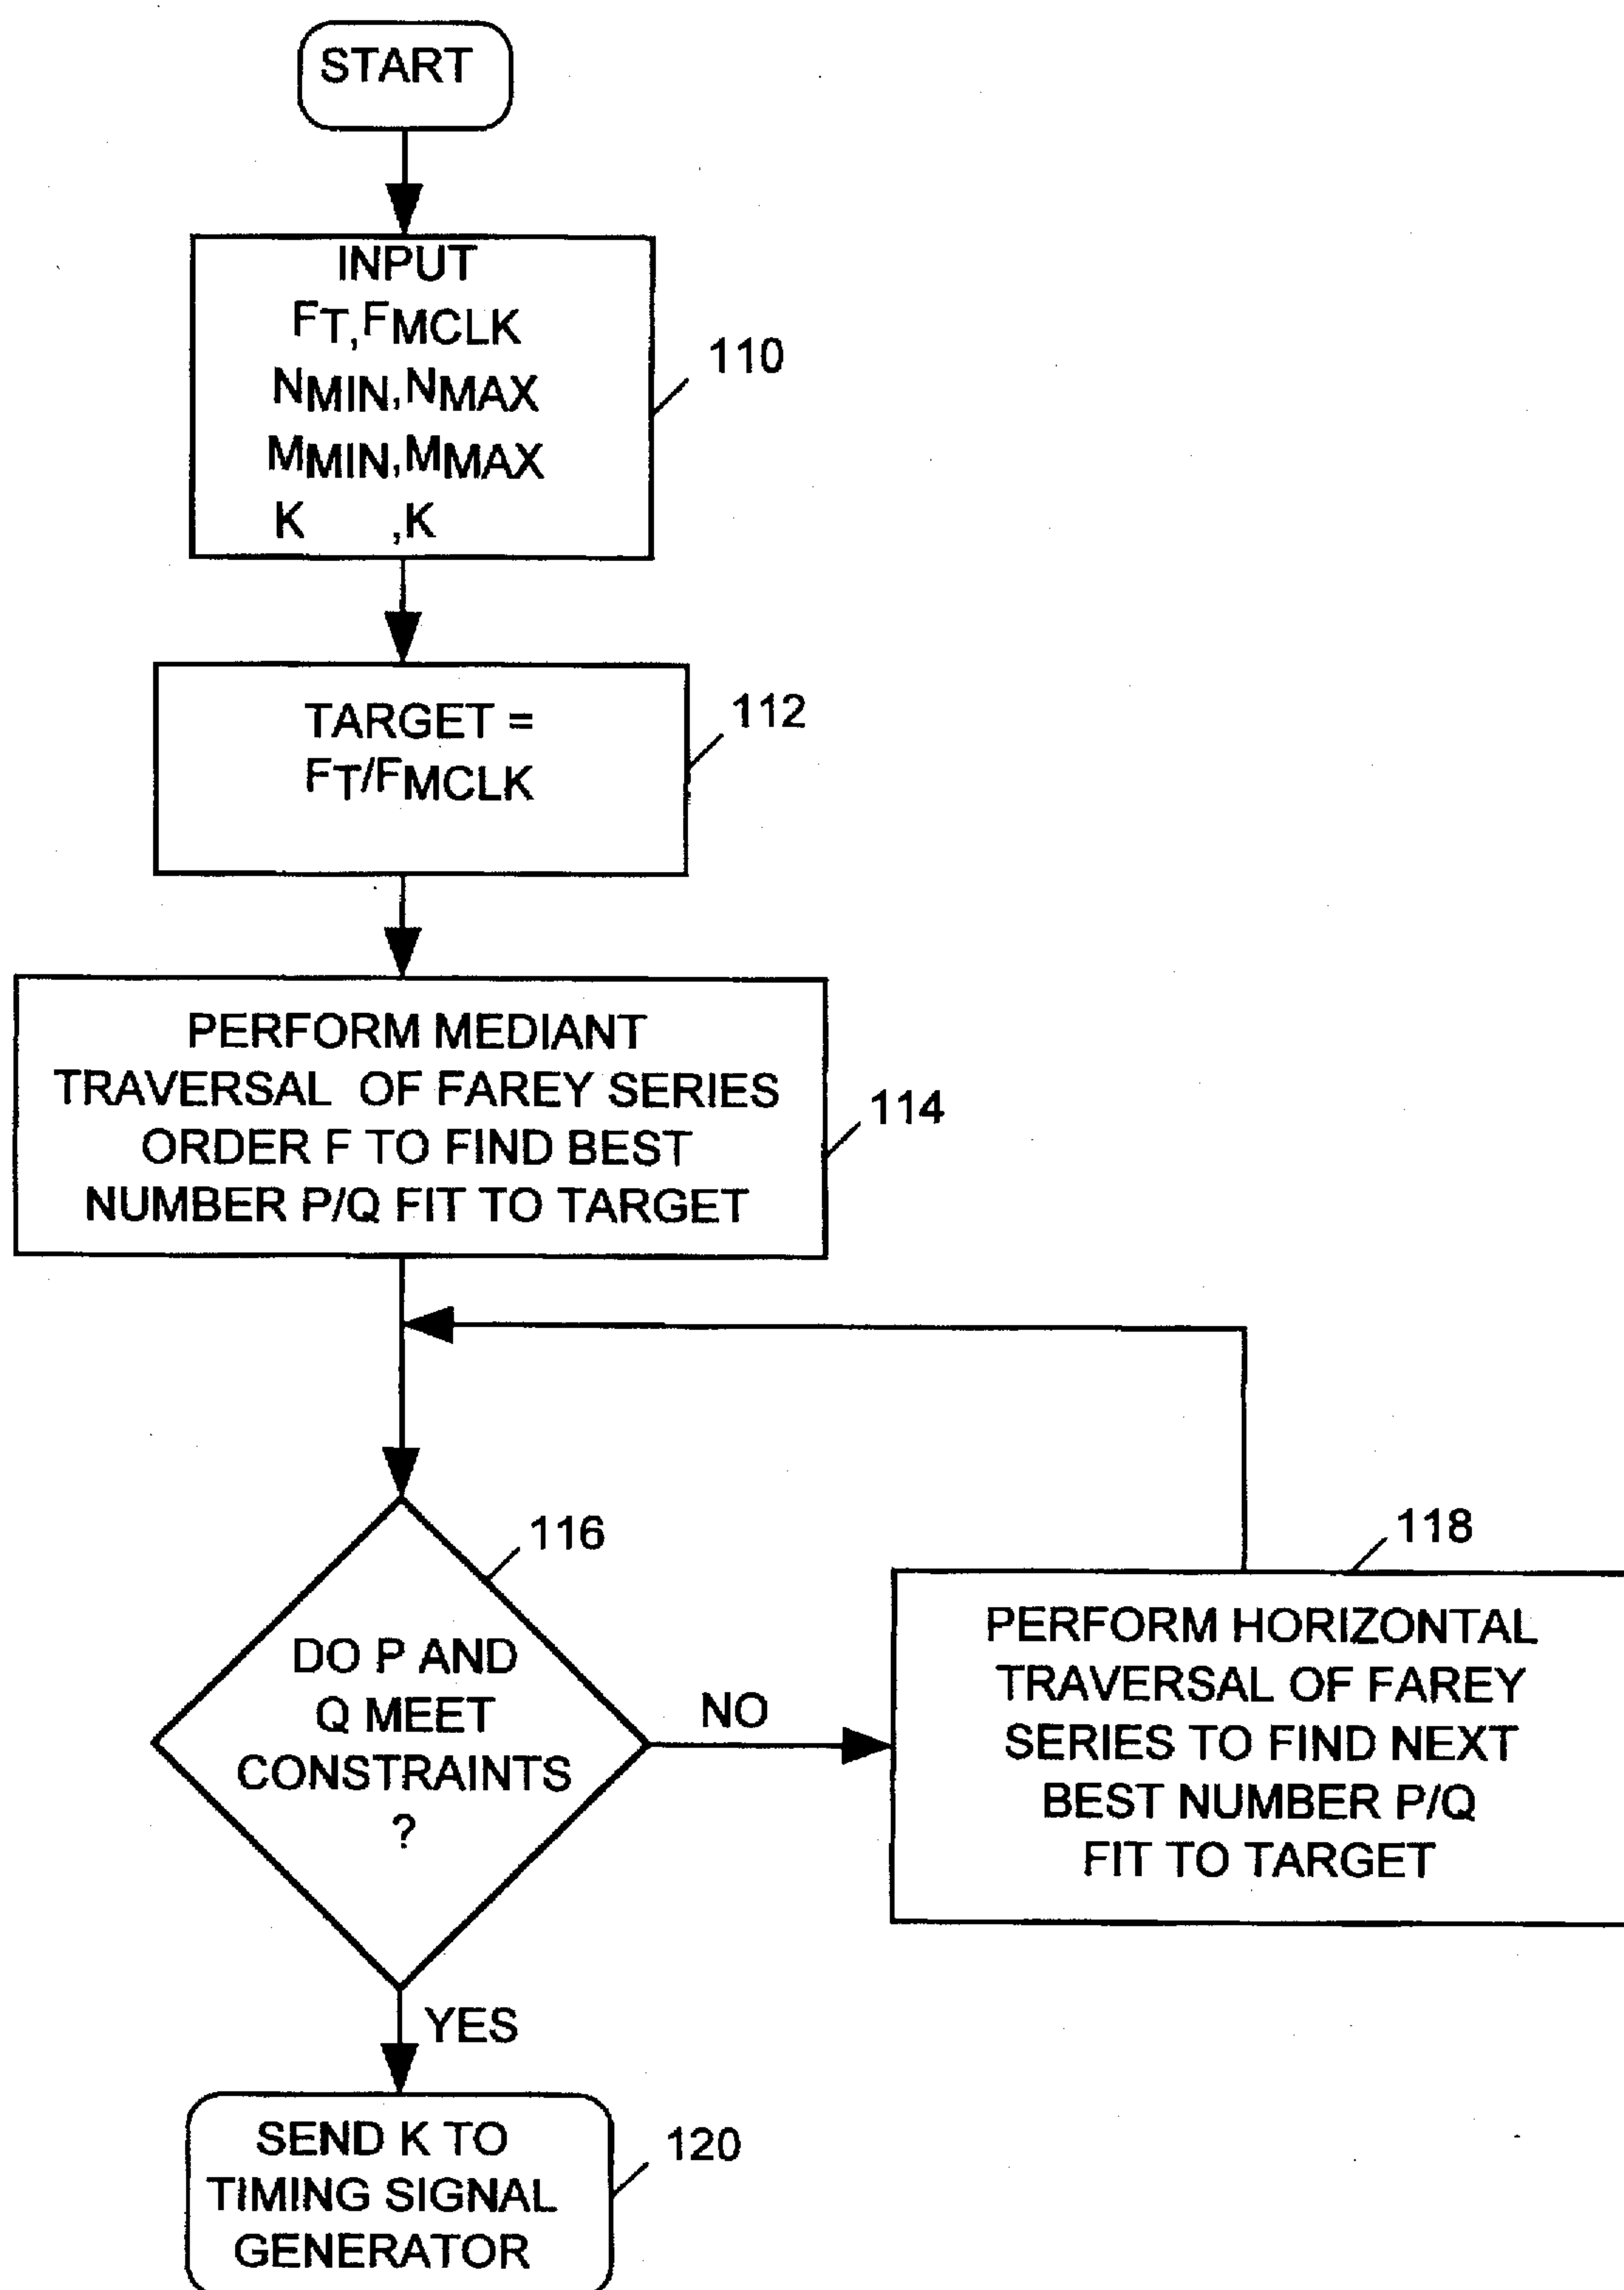 START
INPUT
FT,FMCLK
NMIN,NMAX
MMIN,MMAX
K ,K
110
TARGET =
FT/FMCLK
112
PERFORM MEDIANT
TRAVERSAL OF FAREY SERIES
ORDER F TO FIND BEST
NUMBER P/Q FIT TO TARGET
114
DO P AND
Q MEET
CONSTRAINTS
?
116
NO
PERFORM HORIZONTAL
TRAVERSAL OF FAREY
SERIES TO FIND NEXT
BEST NUMBER P/Q
FIT TO TARGET
118
YES
SEND K TO
TIMING SIGNAL
GENERATOR
120